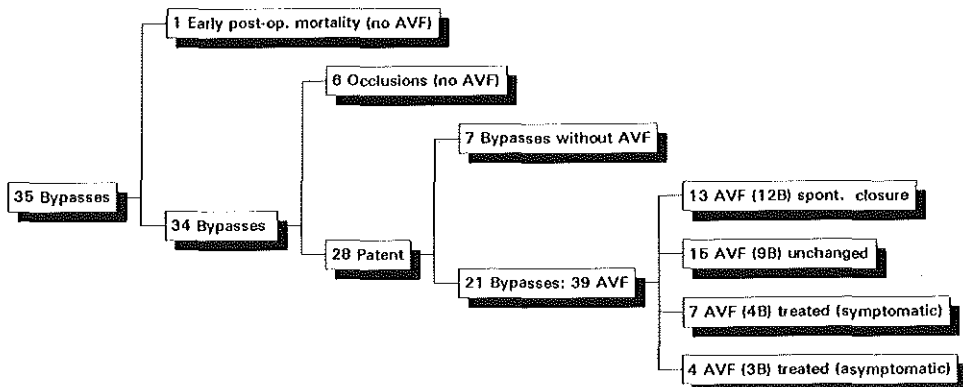 1 Early post-op. mortality (no AVF)
6 Occlusions (no AVF)
7 Bypasses without AVF
35 Bypasses
13 AVF (12B) spont. closure
34 Bypasses
28 Patent
15 AVF (9B) unchanged
21 Bypasses: 39 AVF
7 AVF (4B) treated (symptomatic)
4 AVF (3B) treated (asymptomatic)